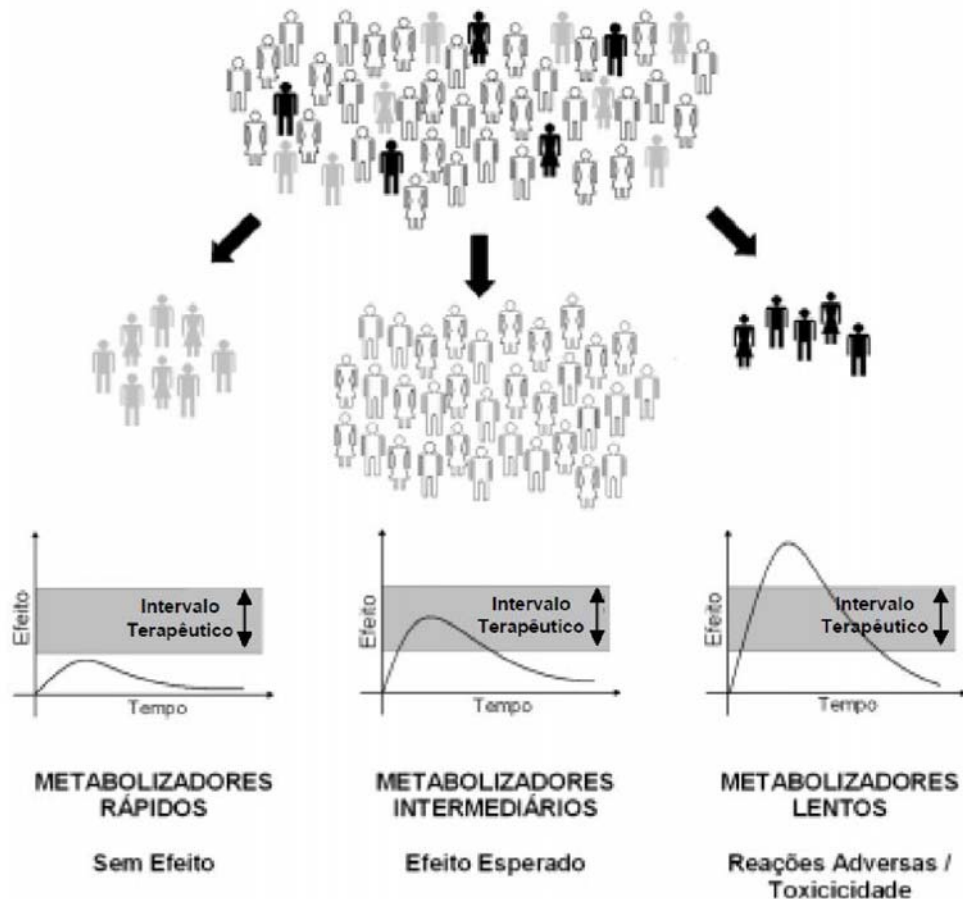 Efeito
Intervalo
Terapêutico
Tempo
Efeito
Intervalo
Terapêutico
Tempo
Efeito
Intervalo
Terapêutico
Tempo
METABOLIZADORES
RÁPIDOS
Sem Efeito
METABOLIZADORES
INTERMEDIÁRIOS
Efeito Esperado
METABOLIZADORES
LENTOS
Reações Adversas /
Toxicicidade